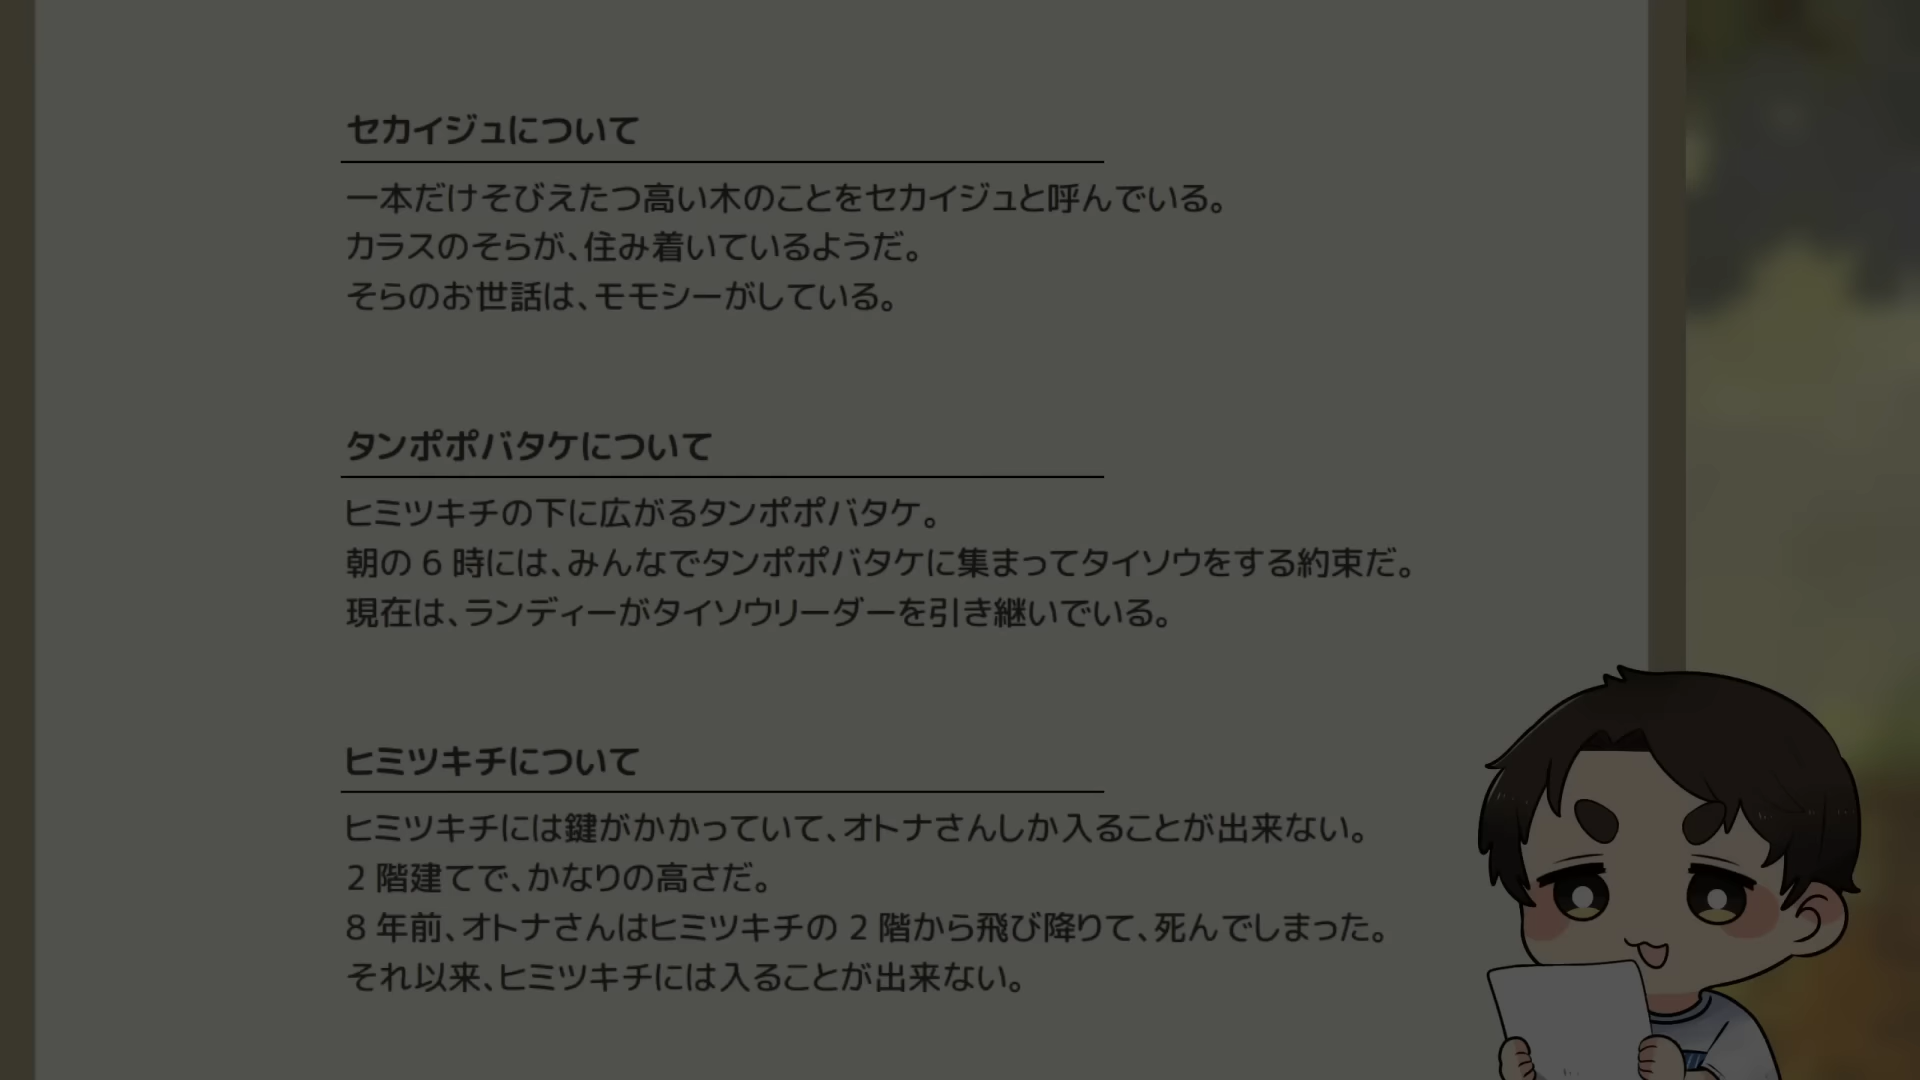 セカイジュについて
一本だけそびえたつ高い木のことをセカイジュと呼んでいる。
カラスのそらが、住み着いているようだ。
そらのお世話は、モモシーがしている。
タンポポバタケについて
ヒミツキチの下に広がるタンポポバタケ。
朝の 6 時には、みんなでタンポポバタケに集まってタイソウをする約束だ。
現在は、ランディーがタイソウリーダーを引き継いでいる。
ヒミツキチについて
ヒミツキチには鍵がかかっていて、オトナさんしか入ることが出来ない。
2 階建てで、かなりの高さだ。
8 年前、オトナさんはヒミツキチの 2 階から飛び降りて、死んでしまった。
それ以来、ヒミツキチには入ることが出来ない。